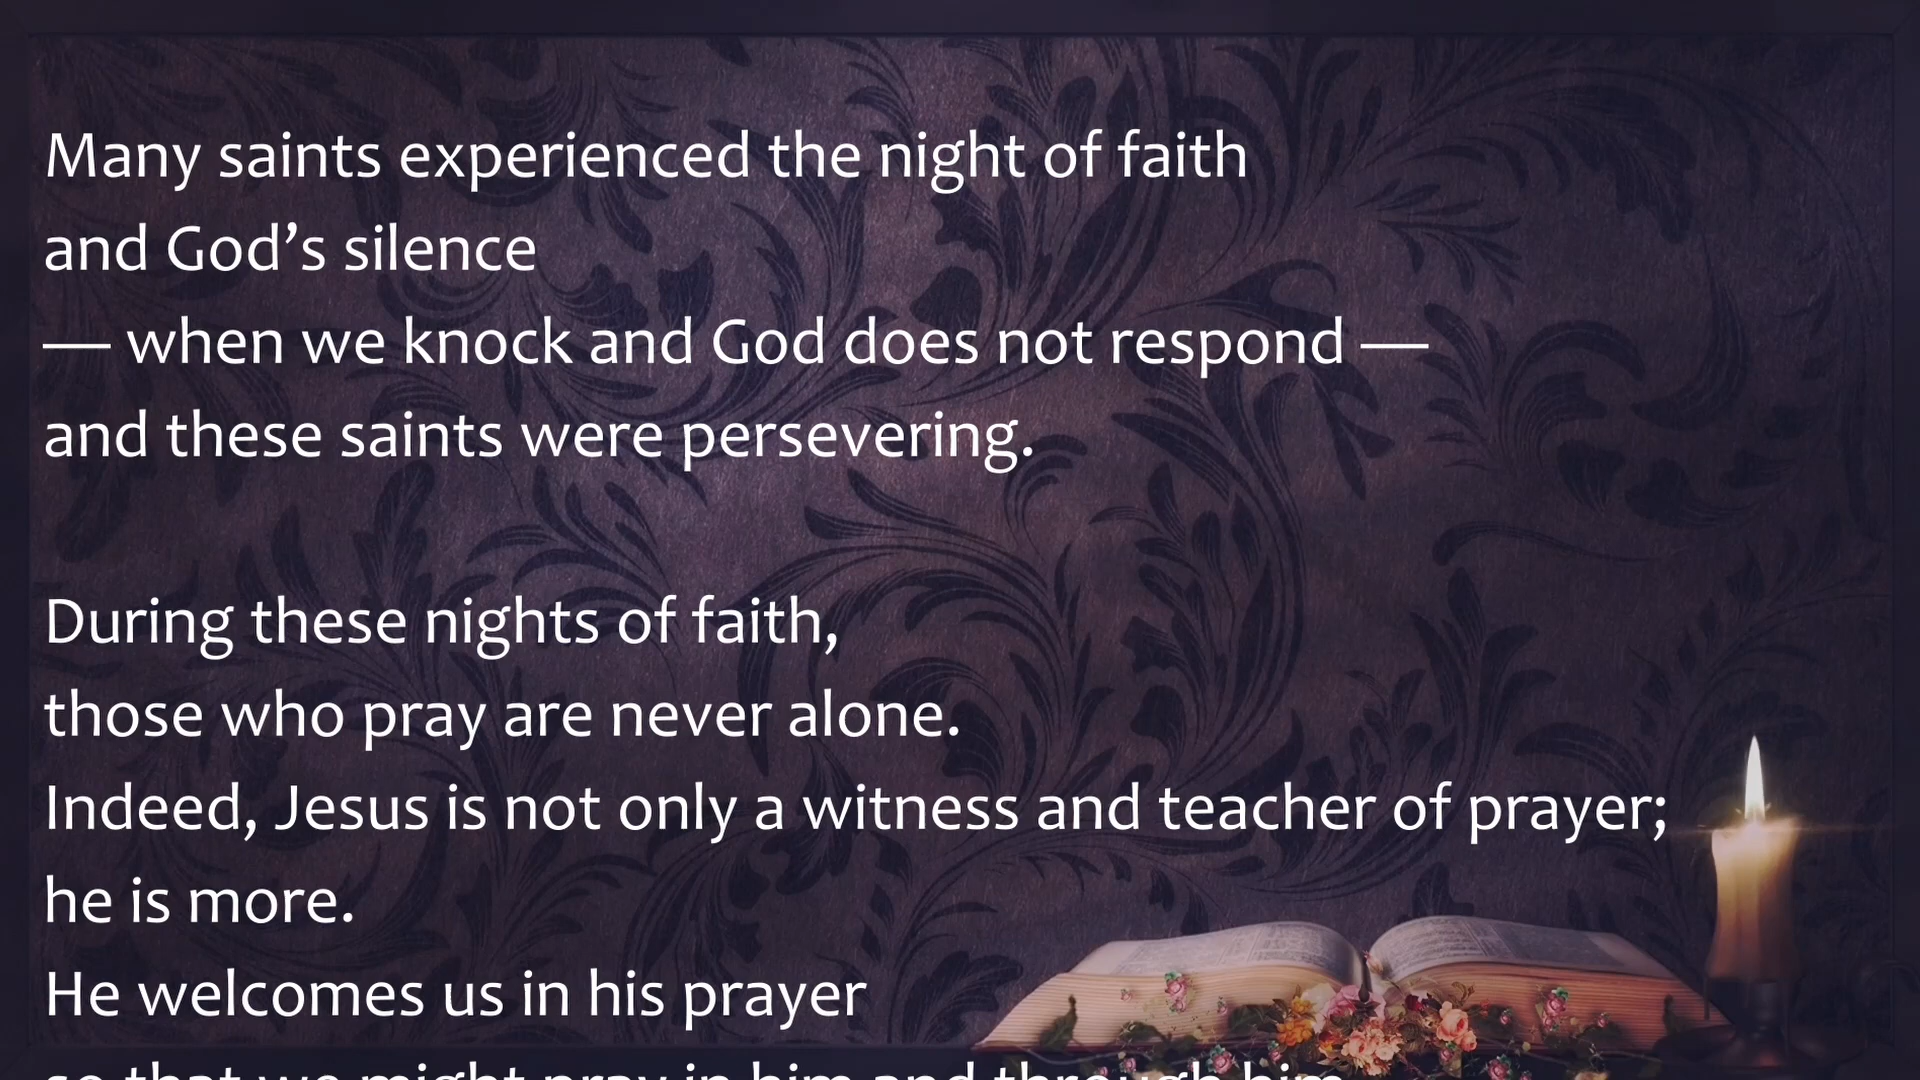 Many saints experienced the night of faith
and God’s silence
— when we knock and God does not respond —
and these saints were persevering.
During these nights of faith,
those who pray are never alone.
Indeed, Jesus is not only a witness and teacher of prayer;
he is more.
He welcomes us in his prayer
so that we might pray in him and through him.